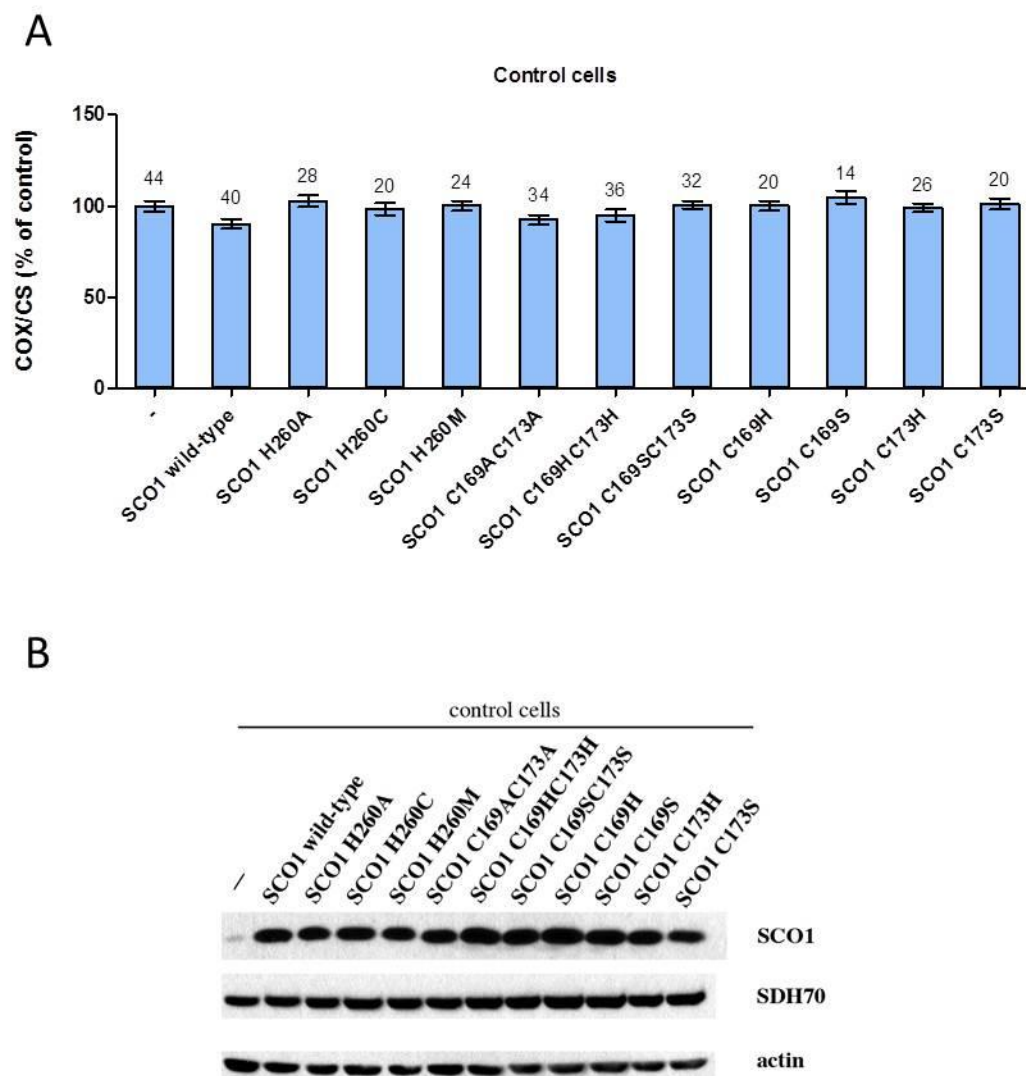 A
Control cells
COX/CS (% of control)
150
100
50
0
44
40
28
20
24
34
36
32
20
14
26
20
-
SCO1 wild-type
SCO1 H260A
SCO1 H260C
SCO1 H260M
SCO1 C169A C173A
SCO1 C169H C173H
SCO1 C169SC173S
SCO1 C169H
SCO1 C169S
SCO1 C173H
SCO1 C173S
B
control cells
/
SCO1 wild-type
SCO1 H260A
SCO1 H260C
SCO1 H260M
SCO1 C169AC173A
SCO1 C169HC173H
SCO1 C169SC173S
SCO1 C169H
SCO1 C169S
SCO1 C173H
SCO1 C173S
SCO1
SDH70
actin